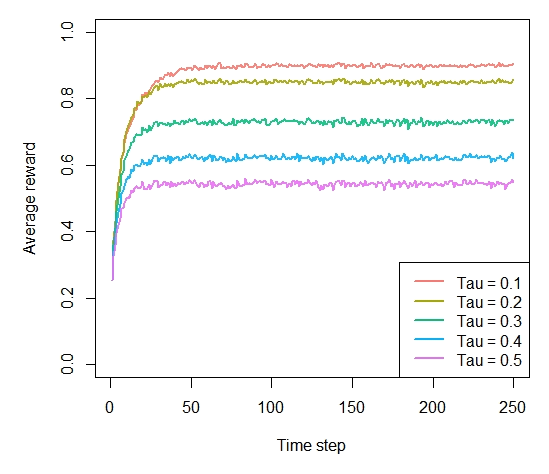 1.0
0.8
0.6
0.4
0.2
0.0
Average reward
Tau = 0.1
Tau = 0.2
Tau = 0.3
Tau = 0.4
Tau = 0.5
0 50 100 150 200 250
Time step